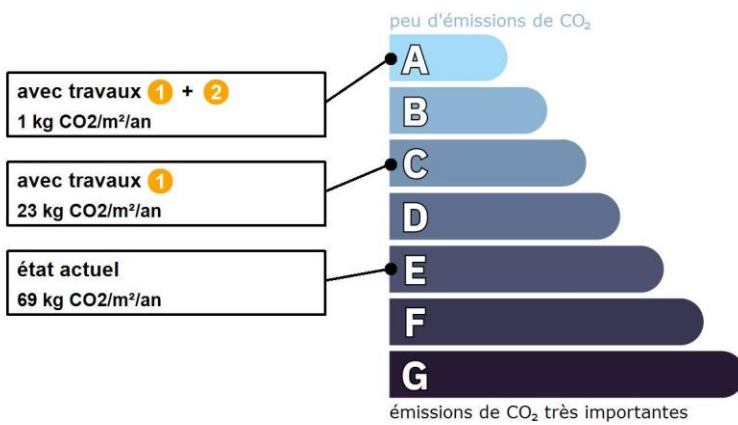 peu d'émissions de CO₂
A
avec travaux 1 + 2
1 kg CO2/m²/an
B
avec travaux 1
23 kg CO2/m²/an
C
D
état actuel
69 kg CO2/m²/an
E
F
G
émissions de CO₂ très importantes